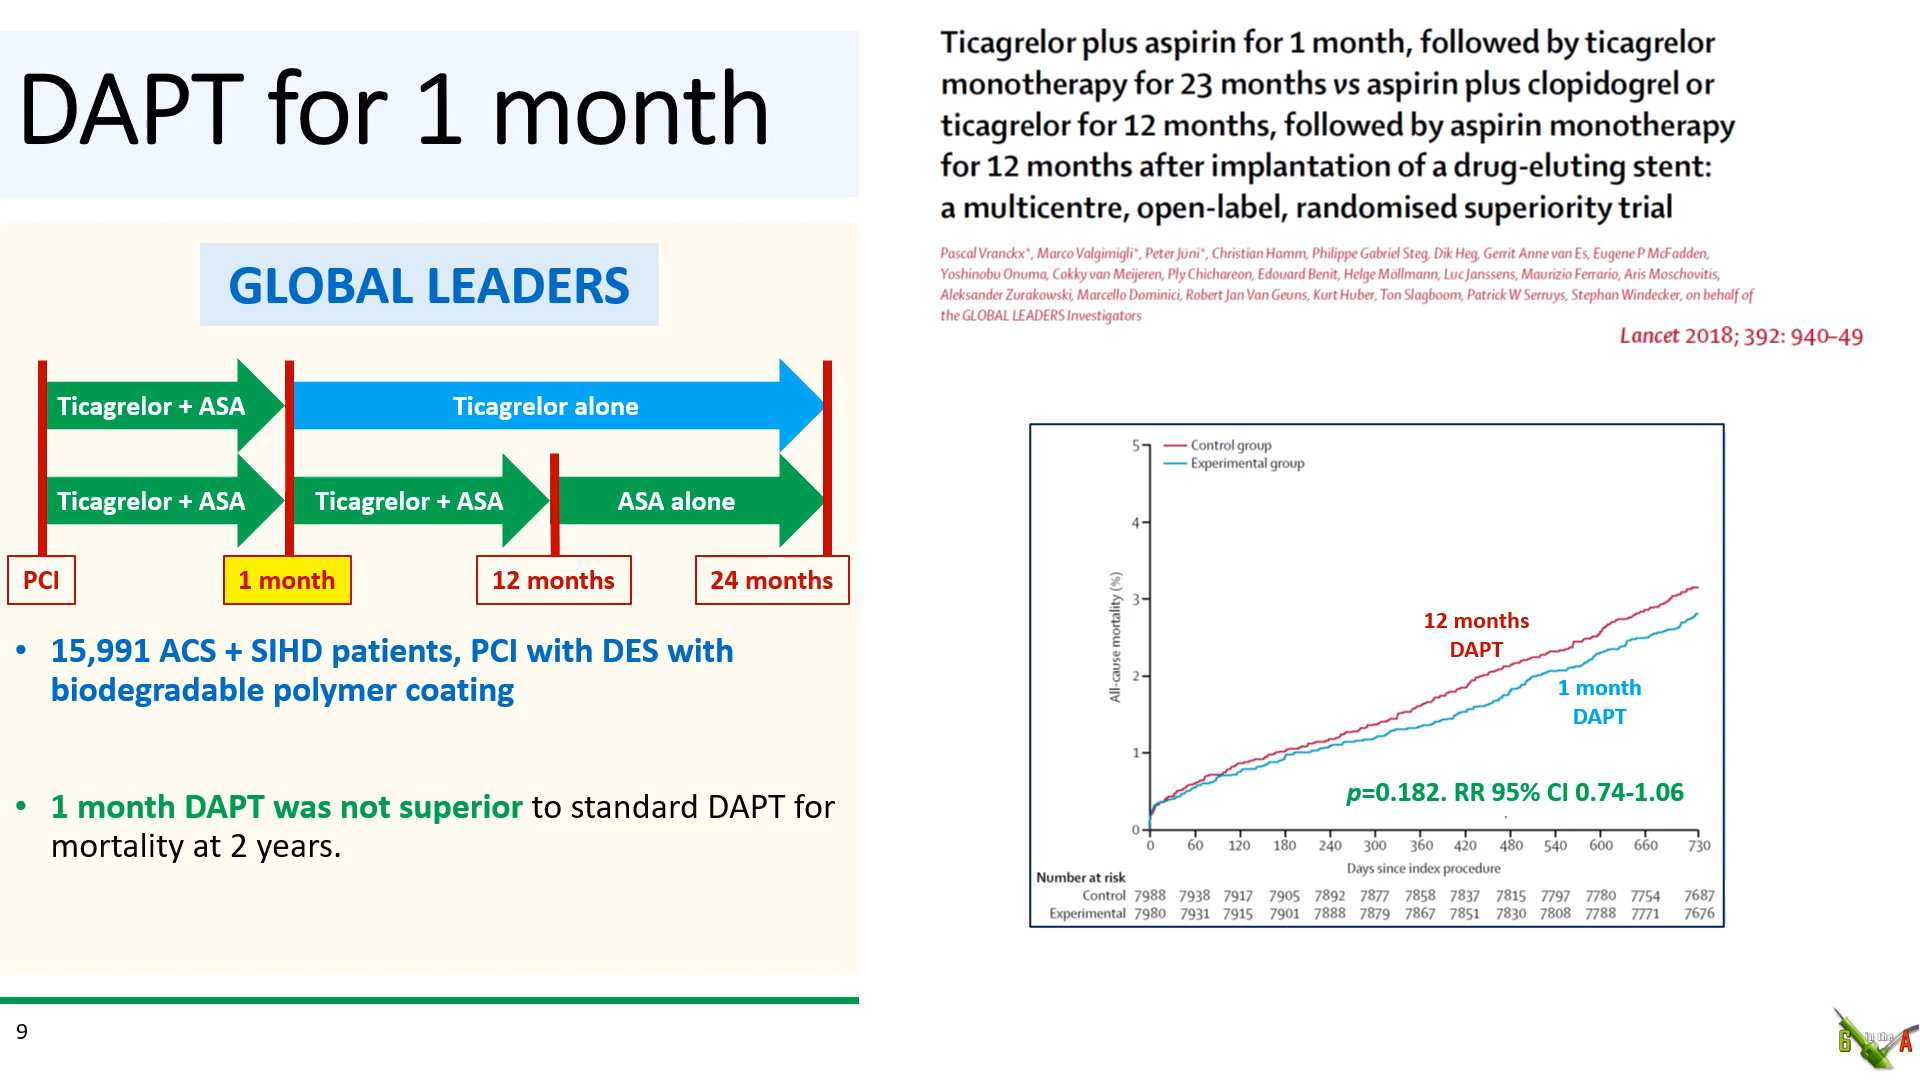 DAPT for 1 month
GLOBAL LEADERS
Ticagrelor + ASA
Ticagrelor alone
Ticagrelor + ASA
Ticagrelor + ASA
ASA alone
PCI
1 month
12 months
24 months
• 15,991 ACS + SIHD patients, PCI with DES with
biodegradable polymer coating
• 1 month DAPT was not superior to standard DAPT for
mortality at 2 years.
9
Ticagrelor plus aspirin for 1 month, followed by ticagrelor
monotherapy for 23 months vs aspirin plus clopidogrel or
ticagrelor for 12 months, followed by aspirin monotherapy
for 12 months after implantation of a drug-eluting stent:
a multicentre, open-label, randomised superiority trial
Pascal Vranckx*, Marco Valgimigli*, Peter Jüni*, Christian Hamm, Philippe Gabriel Steg, Dik Heg, Gerrit Anne van Es, Eugene P McFadden,
Yoshinobu Onuma, Cokky van Meijeren, Ply Chichareon, Edouard Benit, Helge Möllmann, Luc Janssens, Maurizio Ferrario, Aris Moschovitis,
Aleksander Zurakowski, Marcello Dominici, Robert Jan Van Geuns, Kurt Huber, Ton Slagboom, Patrick W Serruys, Stephan Windecker, on behalf of
the GLOBAL LEADERS Investigators
Lancet 2018; 392: 940–49
Control group
Experimental group
5
4
3
2
1
0
All-cause mortality (%)
12 months
DAPT
1 month
DAPT
p=0.182. RR 95% CI 0.74-1.06
0 60 120 180 240 300 360 420 480 540 600 660 730
Days since index procedure
Number at risk
Control 7988 7938 7917 7905 7892 7877 7858 7837 7815 7797 7780 7754 7687
Experimental 7980 7931 7915 7901 7888 7879 7867 7851 7830 7808 7788 7771 7676
6 in the A